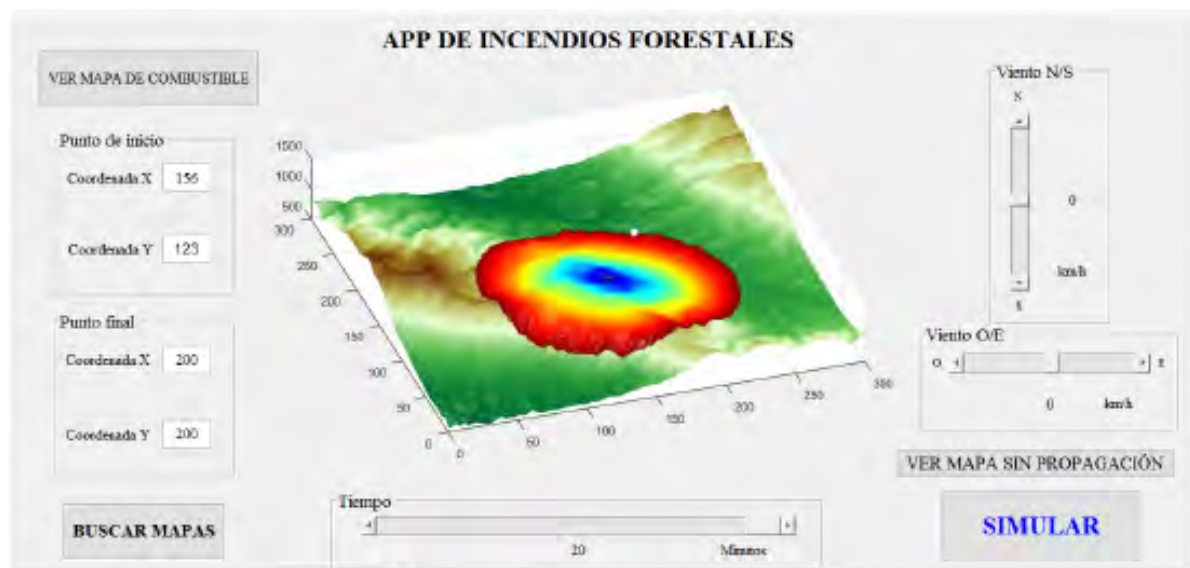 APP DE INCENDIOS FORESTALES
VER MAPA DE COMBUSTIBLE
Punto de inicio
Coordenada X 156
Coordenada Y 123
Punto final
Coordenada X 200
Coordenada Y 200
BUSCAR MAPAS
1500
1000
500
300
250
200
150
100
50
0
0
50
100
150
200
250
300
Tiempo
20 Minutos
Viento N/S
N
0
km/h
S
Viento O/E
O E
0 km/h
VER MAPA SIN PROPAGACIÓN
SIMULAR